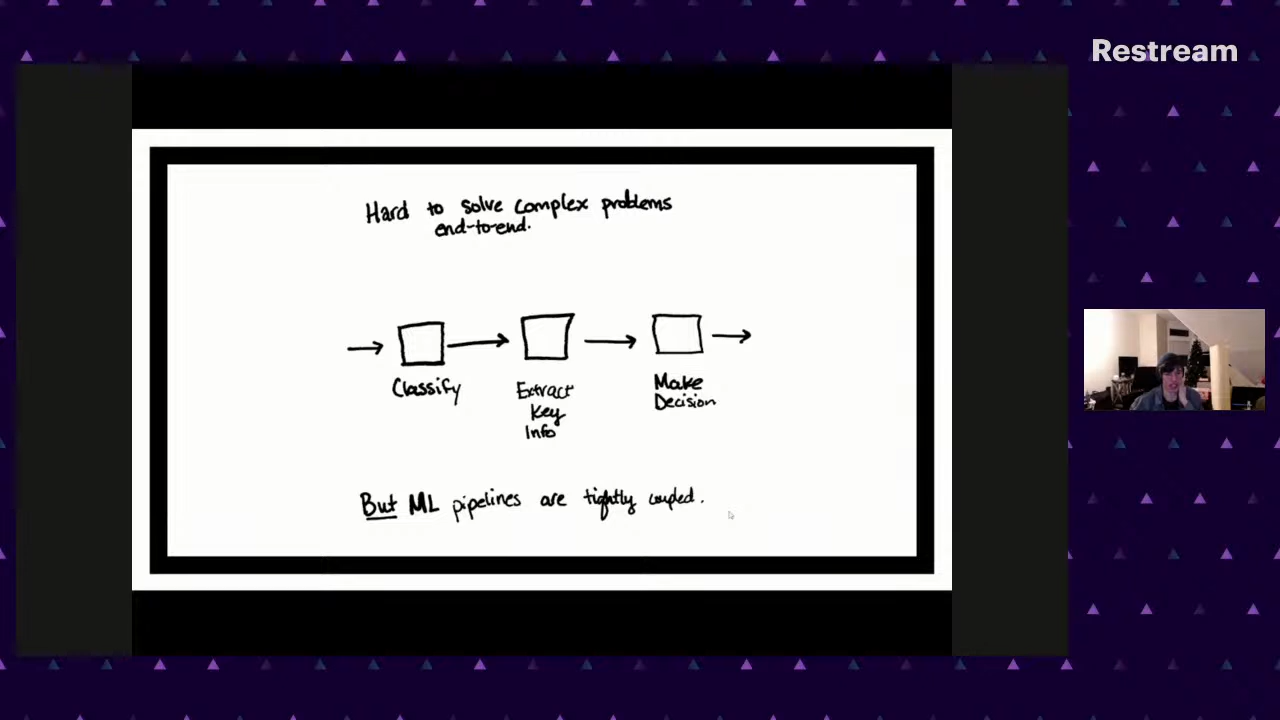 Restream
Hard to solve complex problems
end-to-end.
Classify
Extract
Key
Info
Make
Decision
But ML pipelines are tightly coupled.